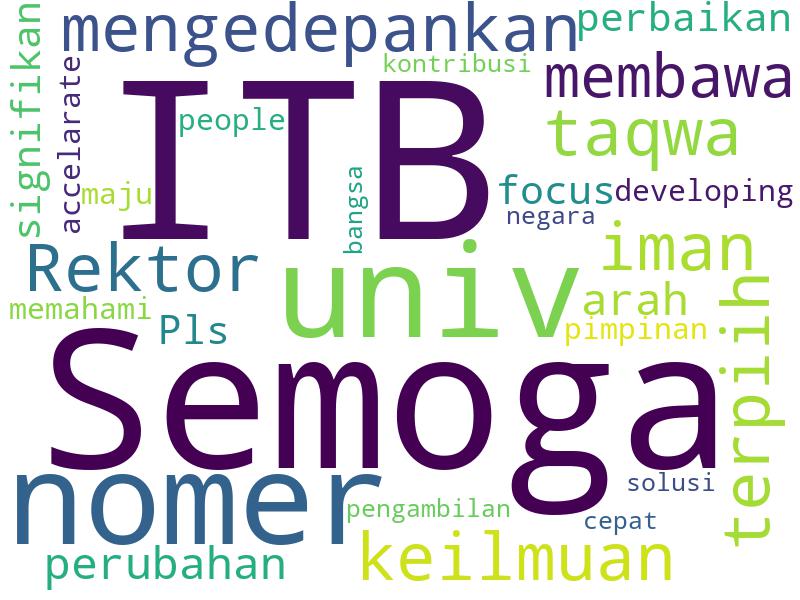 signifikan
mengedepankan
perbaikan
accelarate
kontribusi
membawa
ITB
people
taqwa
bangsa
maju
focus
developing
negara
Rektor
univ
iman
memahami
Pls
arah
pimpinan
terpilih
Semoga
nomer
solusi
pengambilan
cepat
perubahan
keilmuan